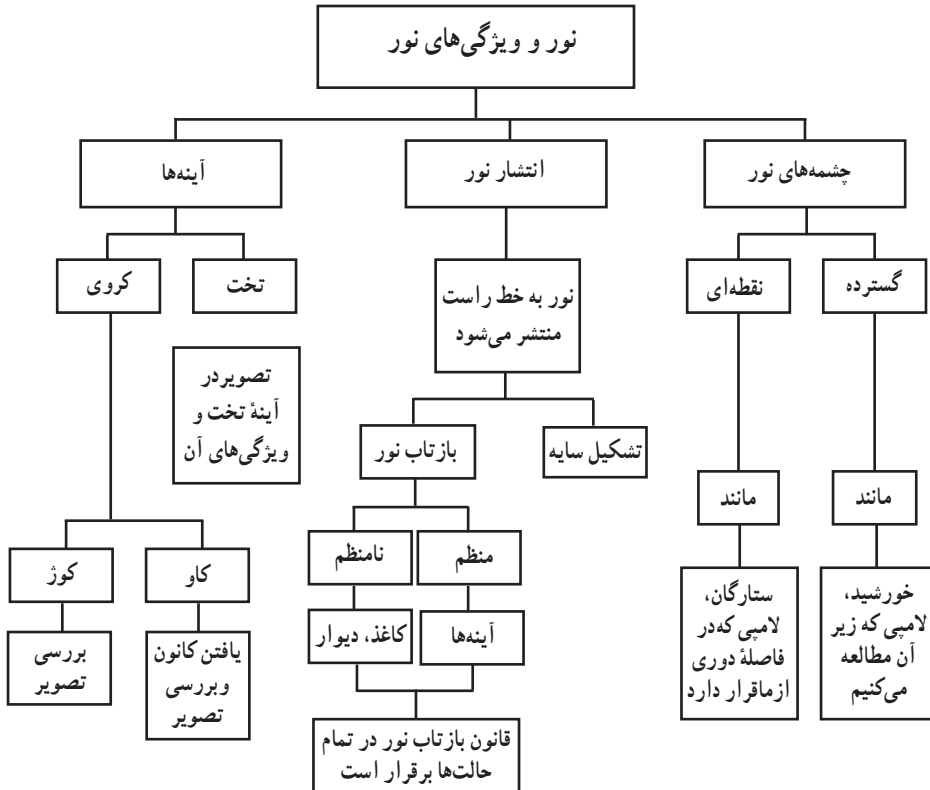 نور و ویژگی‌های نور
چشمه‌های نور
انتشار نور
آینه‌ها
گسترده
نقطه‌ای
نور به خط راست
منتشر می‌شود
تخت
کروی
تصویردر
آینهٔ تخت و
ویژگی‌های آن
تشکیل سایه
بازتاب نور
مانند
مانند
منظم
نامنظم
کاو
کوژ
خورشید،
لامپی که زیر
آن مطالعه
می‌کنیم
ستارگان،
لامپی که‌در
فاصلهٔ دوری
ازماقرار دارد
آینه‌ها
کاغذ، دیوار
یافتن کانون
وبررسی
تصویر
بررسی
تصویر
قانون بازتاب نور در تمام
حالت‌ها برقرار است